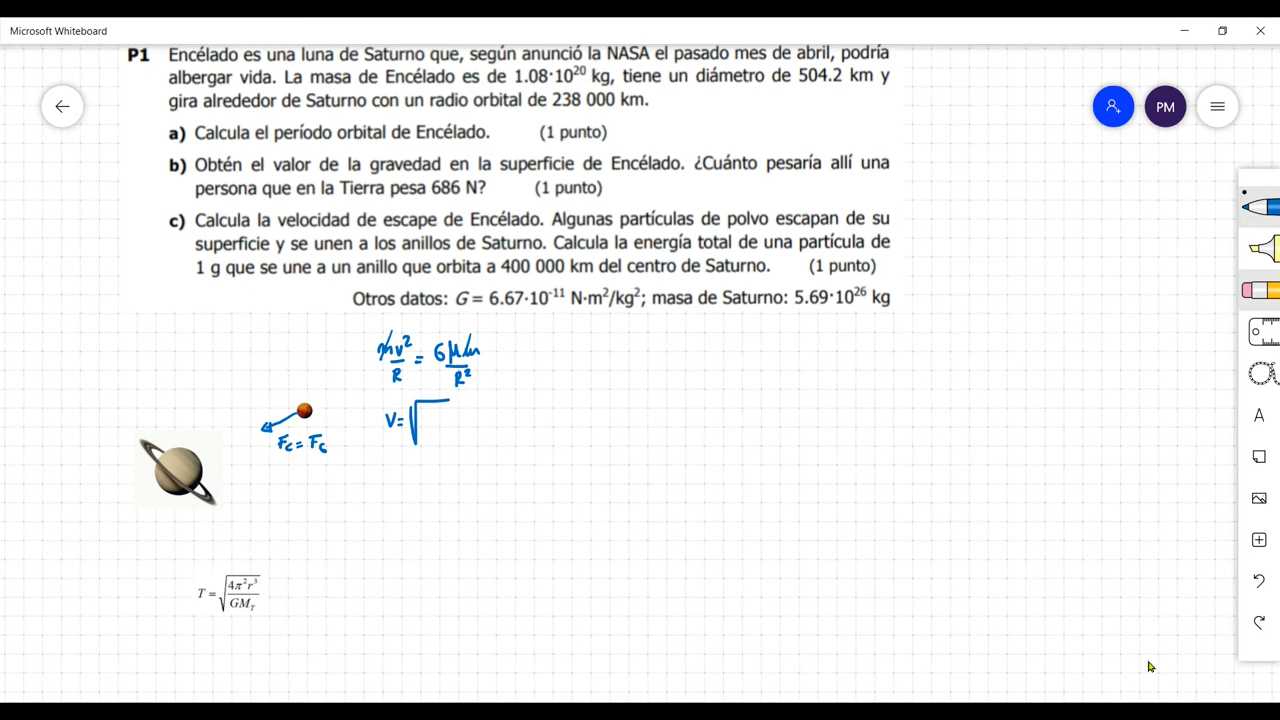 Microsoft Whiteboard
P1 Encélado es una luna de Saturno que, según anunció la NASA el pasado mes de abril, podría
albergar vida. La masa de Encélado es de 1.08·10²⁰ kg, tiene un diámetro de 504.2 km y
gira alrededor de Saturno con un radio orbital de 238 000 km.
PM
a) Calcula el período orbital de Encélado. (1 punto)
b) Obtén el valor de la gravedad en la superficie de Encélado. ¿Cuánto pesaría allí una
persona que en la Tierra pesa 686 N? (1 punto)
c) Calcula la velocidad de escape de Encélado. Algunas partículas de polvo escapan de su
superficie y se unen a los anillos de Saturno. Calcula la energía total de una partícula de
1 g que se une a un anillo que orbita a 400 000 km del centro de Saturno. (1 punto)
Otros datos: G = 6.67·10⁻¹¹ N·m²/kg²; masa de Saturno: 5.69·10²⁶ kg
mv²/R = GMm/R²
V=√
Fc = FG
T = √(4π²r³/GM_T)
A